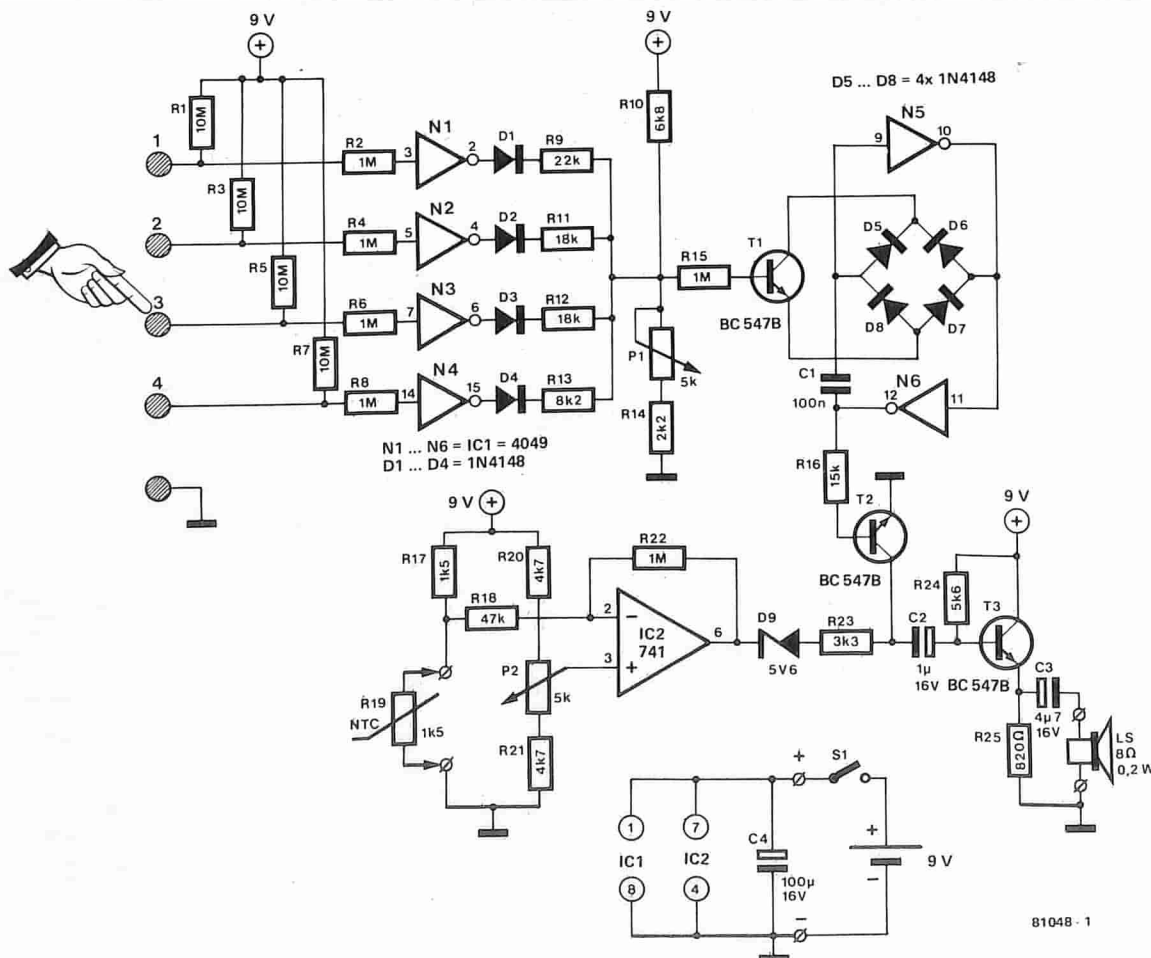 9 V
9 V
D5 ... D8 = 4x 1N4148
R1
10M
R10
6k8
N5
9
10
1
R2
1M
N1
3
2
D1
R9
22k
R3
10M
2
R4
1M
N2
5
4
D2
R11
18k
D5
D6
T1
R15
1M
R5
10M
3
R6
1M
N3
7
6
D3
R12
18k
BC 547B
D8
D7
R7
10M
P1
5k
C1
100n
N6
12
11
4
R8
1M
N4
14
15
D4
R13
8k2
R14
2k2
N1 ... N6 = IC1 = 4049
D1 ... D4 = 1N4148
R16
15k
T2
9 V
9 V
R17
1k5
R20
4k7
R22
1M
BC 547B
R24
5k6
T3
R18
47k
2
−
IC2
741
6
3
+
D9
5V6
R23
3k3
C2
1µ
16V
BC 547B
C3
4µ7
16V
R19
NTC
1k5
P2
5k
R21
4k7
R25
820Ω
LS
8Ω
0,2 W
+
S1
1
7
IC1
IC2
8
4
C4
100µ
16V
+
9 V
−
−
81048 - 1